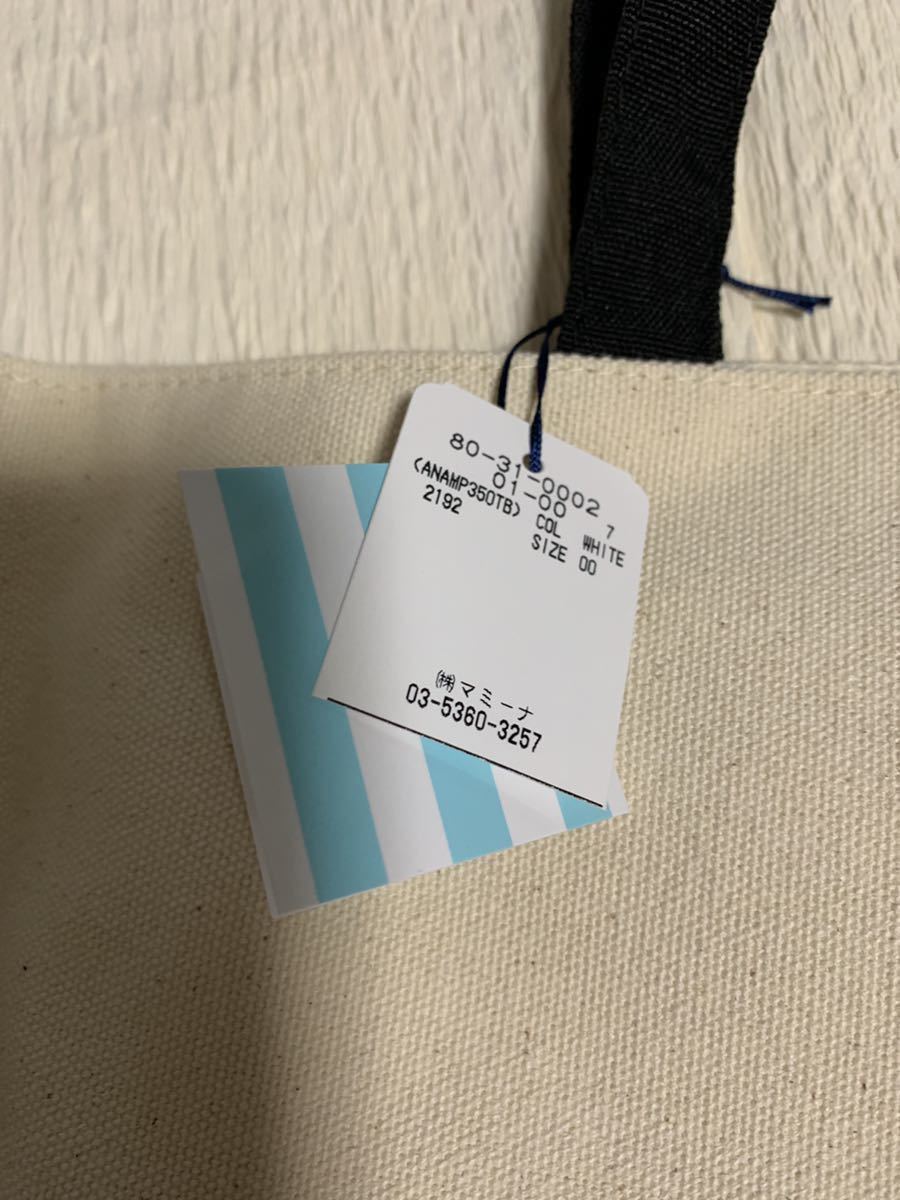 80-31-0002 7
01-00
(ANAMP350TB) COL WHITE
2192 SIZE 00
㈱マミーナ
03-5360-3257